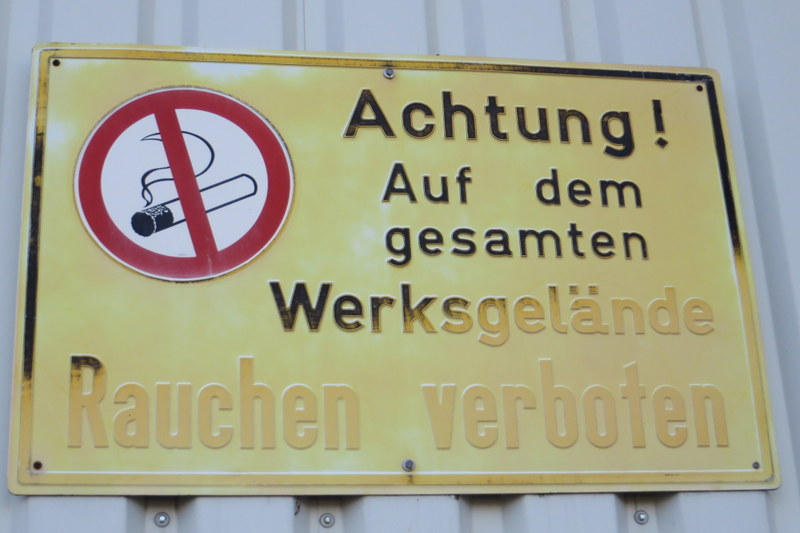 Achtung!
Auf dem
gesamten
Werksgelände
Rauchen verboten